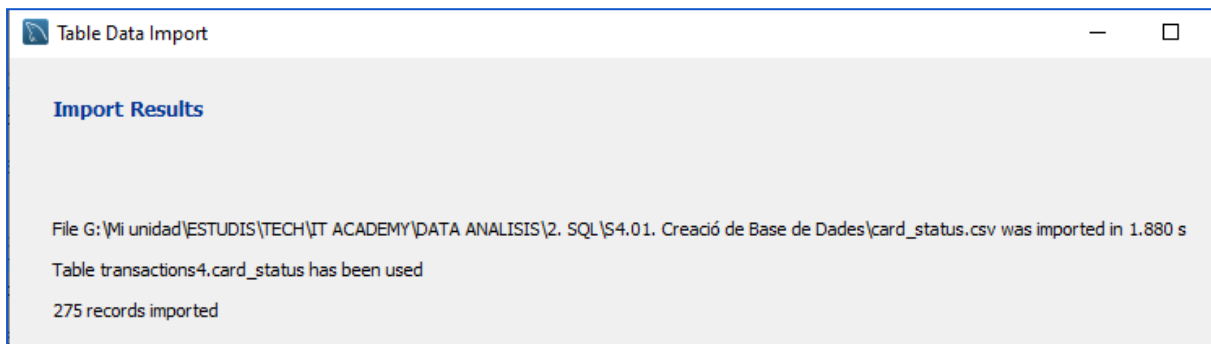 Table Data Import
Import Results
File G:\Mi unidad\ESTUDIS\TECH\IT ACADEMY\DATA ANALISIS\2. SQL\S4.01. Creació de Base de Dades\card_status.csv was imported in 1.880 s
Table transactions4.card_status has been used
275 records imported